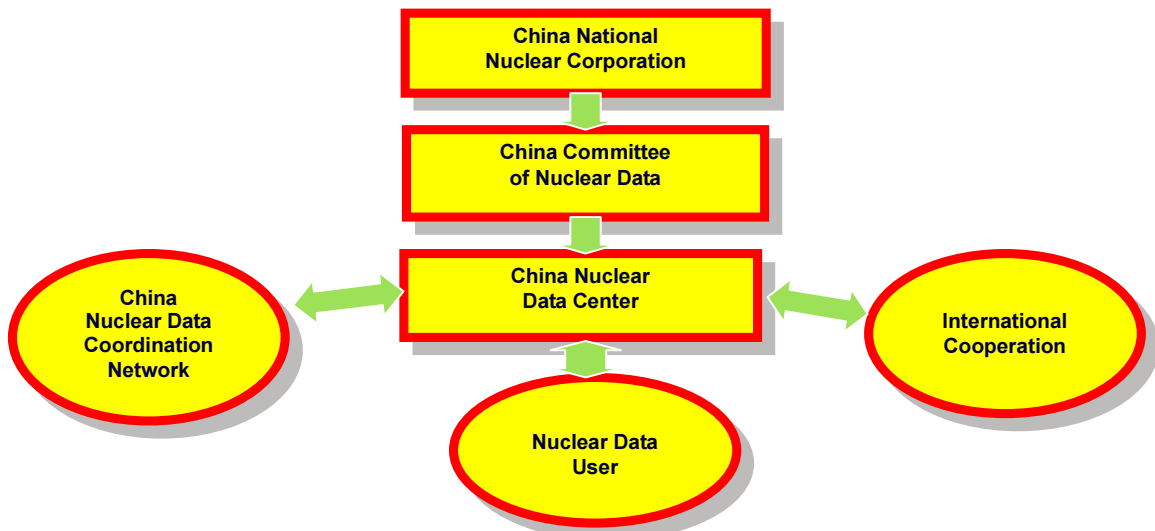 China National
Nuclear Corporation
China Committee
of Nuclear Data
China Nuclear
Data Center
China
Nuclear Data
Coordination
Network
International
Cooperation
Nuclear Data
User